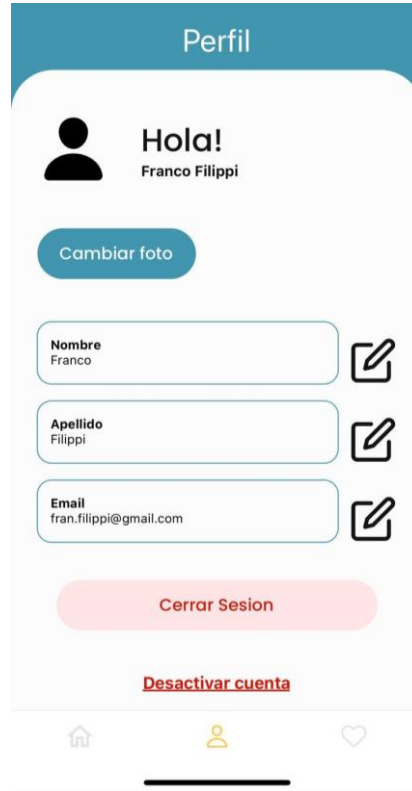 Perfil
Hola!
Franco Filippi
Cambiar foto
Nombre
Franco
Apellido
Filippi
Email
fran.filippi@gmail.com
Cerrar Sesion
Desactivar cuenta